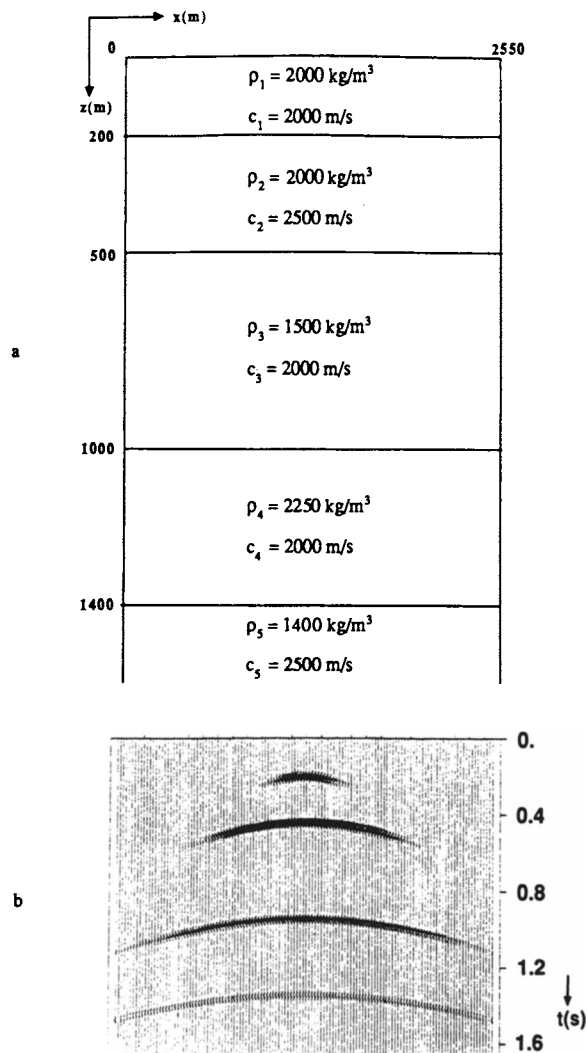 x(m)
0
2550
z(m)
ρ₁ = 2000 kg/m³
c₁ = 2000 m/s
200
ρ₂ = 2000 kg/m³
c₂ = 2500 m/s
500
ρ₃ = 1500 kg/m³
a
c₃ = 2000 m/s
1000
ρ₄ = 2250 kg/m³
c₄ = 2000 m/s
1400
ρ₅ = 1400 kg/m³
c₅ = 2500 m/s
0.
0.4
0.8
b
1.2
t(s)
1.6